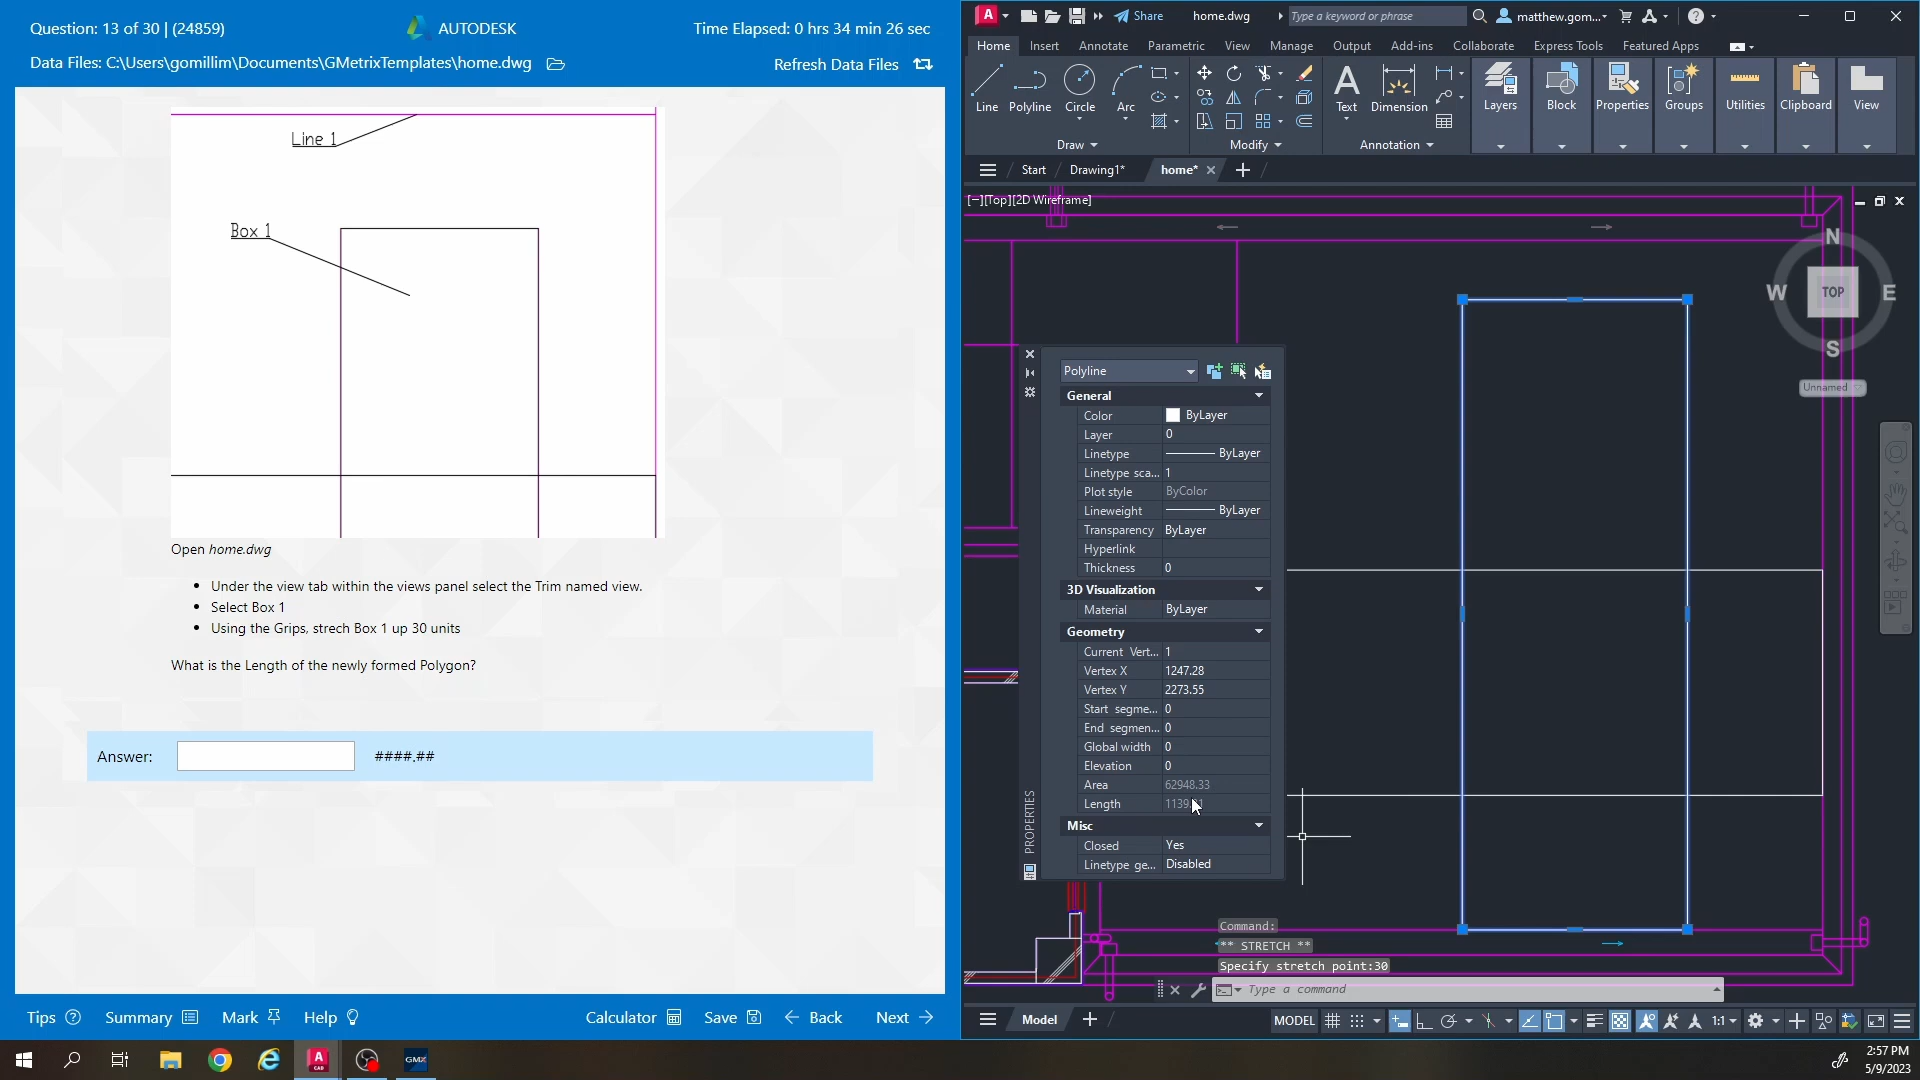 Question: 13 of 30 | (24859)
AUTODESK
Time Elapsed: 0 hrs 34 min 26 sec
Data Files: C:\Users\gomillim\Documents\GMetrixTemplates\home.dwg
Refresh Data Files
Line 1
Box 1
Open home.dwg
• Under the view tab within the views panel select the Trim named view.
• Select Box 1
• Using the Grips, strech Box 1 up 30 units
What is the Length of the newly formed Polygon?
Answer:
####.##
Tips
Summary
Mark
Help
Calculator
Save
Back
Next
A
Share
home.dwg
Type a keyword or phrase
matthew.gom...
Home
Insert
Annotate
Parametric
View
Manage
Output
Add-ins
Collaborate
Express Tools
Featured Apps
Line
Polyline
Circle
Arc
Text
Dimension
Layers
Block
Properties
Groups
Utilities
Clipboard
View
Draw
Modify
Annotation
Start
Drawing1*
home*
[−][Top][2D Wireframe]
N
W
TOP
E
S
Unnamed
Polyline
General
Color ByLayer
Layer 0
Linetype ByLayer
Linetype sca... 1
Plot style ByColor
Lineweight ByLayer
Transparency ByLayer
Hyperlink
Thickness 0
3D Visualization
Material ByLayer
Geometry
Current Vert... 1
Vertex X 1247.28
Vertex Y 2273.55
Start segme... 0
End segmen... 0
Global width 0
Elevation 0
Area 62948.33
Length 1139.
Misc
Closed Yes
Linetype ge... Disabled
PROPERTIES
Command:
** STRETCH **
Specify stretch point:30
Type a command
Model
MODEL
1:1
A
CAD
GMX
2:57 PM
5/9/2023